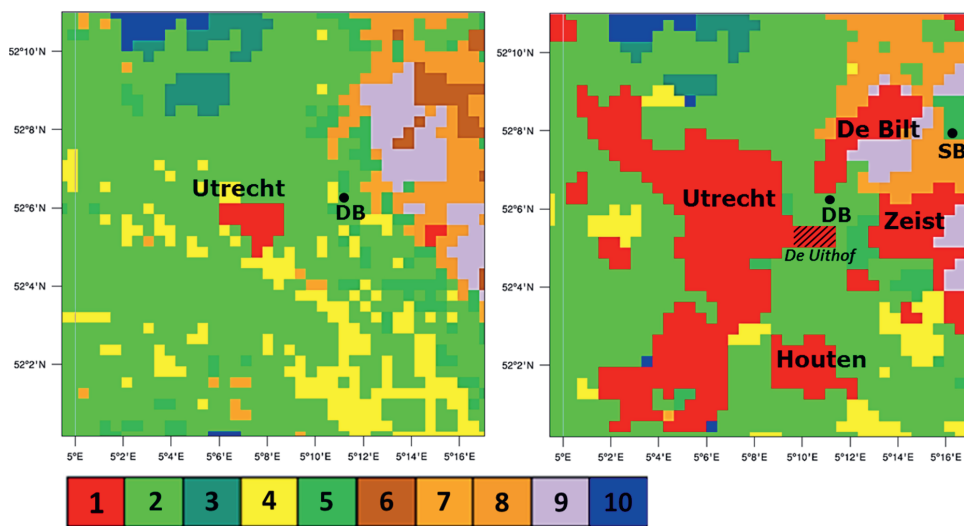 52°10'N
52°8'N
52°6'N
52°4'N
52°2'N
Utrecht
DB
5°E
5°2'E
5°4'E
5°6'E
5°8'E
5°10'E
5°12'E
5°14'E
5°16'E
52°10'N
52°8'N
52°6'N
52°4'N
52°2'N
De Bilt
SB
Utrecht
DB
Zeist
De Uithof
Houten
5°E
5°2'E
5°4'E
5°6'E
5°8'E
5°10'E
5°12'E
5°14'E
5°16'E
1 2 3 4 5 6 7 8 9 10